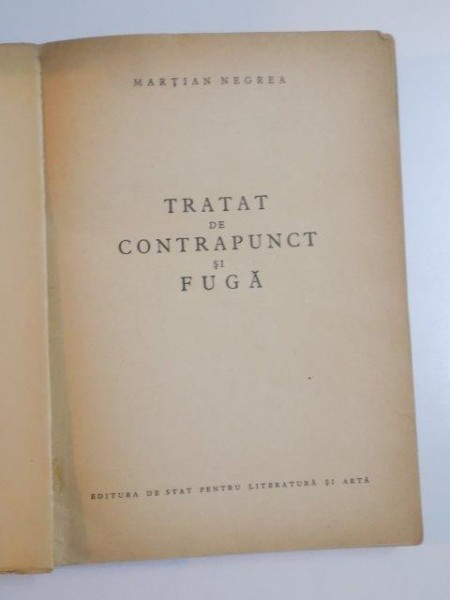 MARȚIAN NEGREA
TRATAT
DE
CONTRAPUNCT
ȘI
FUGĂ
EDITURA DE STAT PENTRU LITERATURĂ ȘI ARTĂ